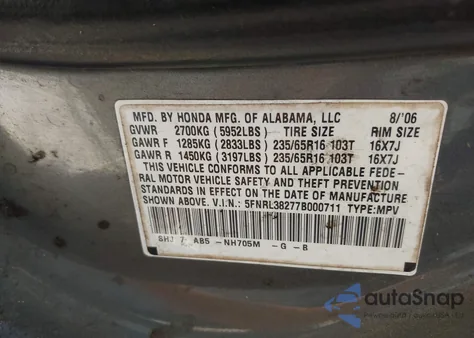 MFD. BY HONDA MFG. OF ALABAMA, LLC 8/'06
GVWR 2700KG (5952LBS) TIRE SIZE RIM SIZE
GAWR F 1285KG (2833LBS) 235/65R16 103T 16X7J
GAWR R 1450KG (3197LBS) 235/65R16 103T 16X7J
THIS VEHICLE CONFORMS TO ALL APPLICABLE FEDE-
RAL MOTOR VEHICLE SAFETY AND THEFT PREVENTION
STANDARDS IN EFFECT ON THE DATE OF MANUFACTURE
SHOWN ABOVE. V.I.N.: 5FNRL38277B000711 TYPE:MPV
AB5 -NH705M -G -B
autoSnap